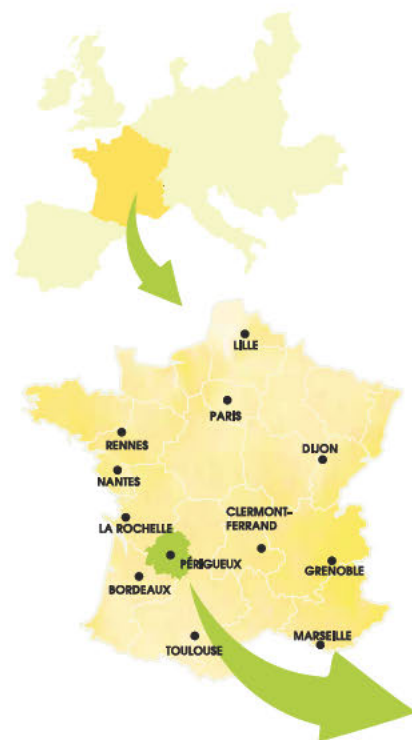 LILLE
PARIS
RENNES
DIJON
NANTES
CLERMONT-
FERRAND
LA ROCHELLE
PÉRIGUEUX
GRENOBLE
BORDEAUX
TOULOUSE
MARSEILLE